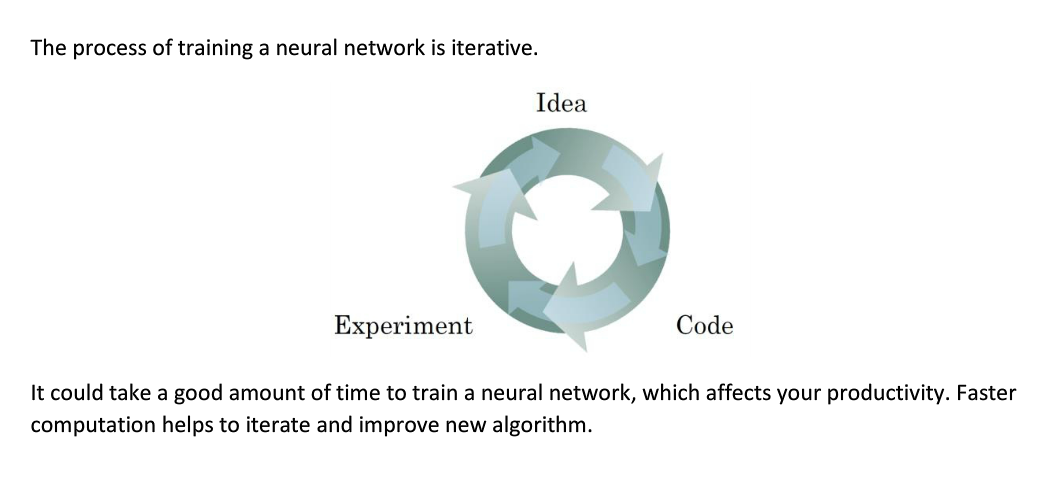 The process of training a neural network is iterative.
Idea
Experiment
Code
It could take a good amount of time to train a neural network, which affects your productivity. Faster
computation helps to iterate and improve new algorithm.